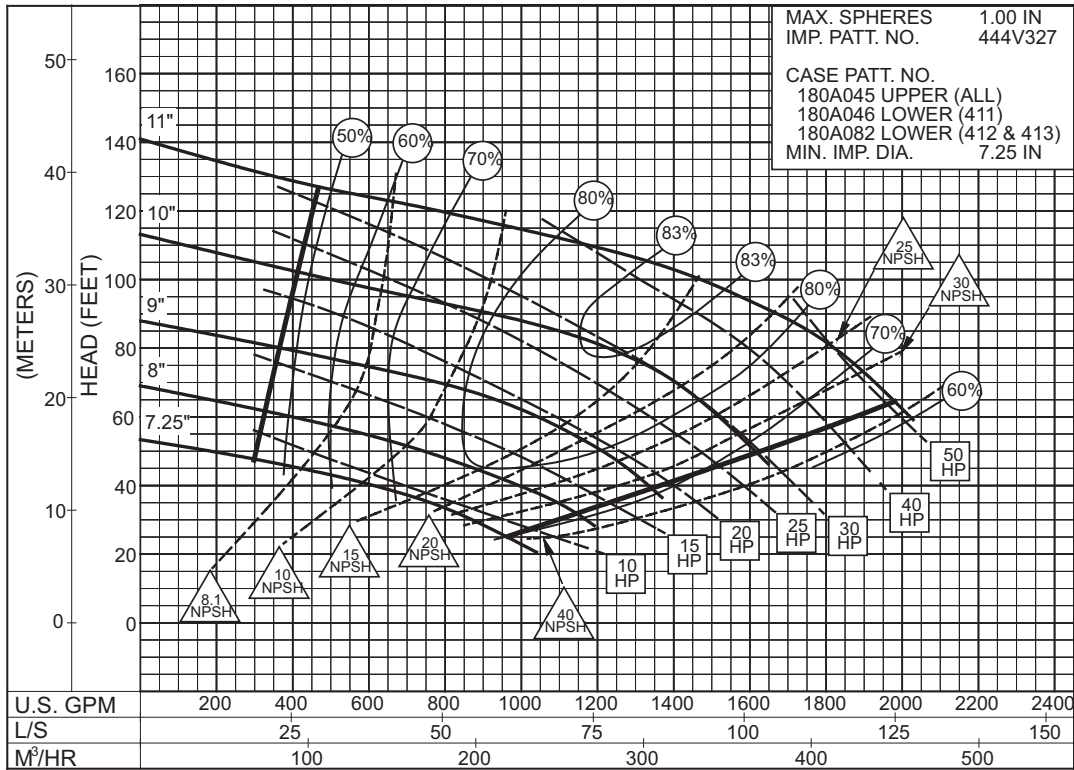 MAX. SPHERES 1.00 IN
IMP. PATT. NO. 444V327
CASE PATT. NO.
180A045 UPPER (ALL)
180A046 LOWER (411)
180A082 LOWER (412 & 413)
MIN. IMP. DIA. 7.25 IN
(METERS)
50
40
30
20
10
0
HEAD (FEET)
160
140
120
100
80
60
40
20
0
11"
10"
9"
8"
7.25"
50%
60%
70%
80%
83%
83%
80%
70%
60%
25
NPSH
30
NPSH
50
HP
40
HP
30
HP
25
HP
20
HP
15
HP
10
HP
8.1
NPSH
10
NPSH
15
NPSH
20
NPSH
40
NPSH
U.S. GPM 200 400 600 800 1000 1200 1400 1600 1800 2000 2200 2400
L/S 25 50 75 100 125 150
M³/HR 100 200 300 400 500